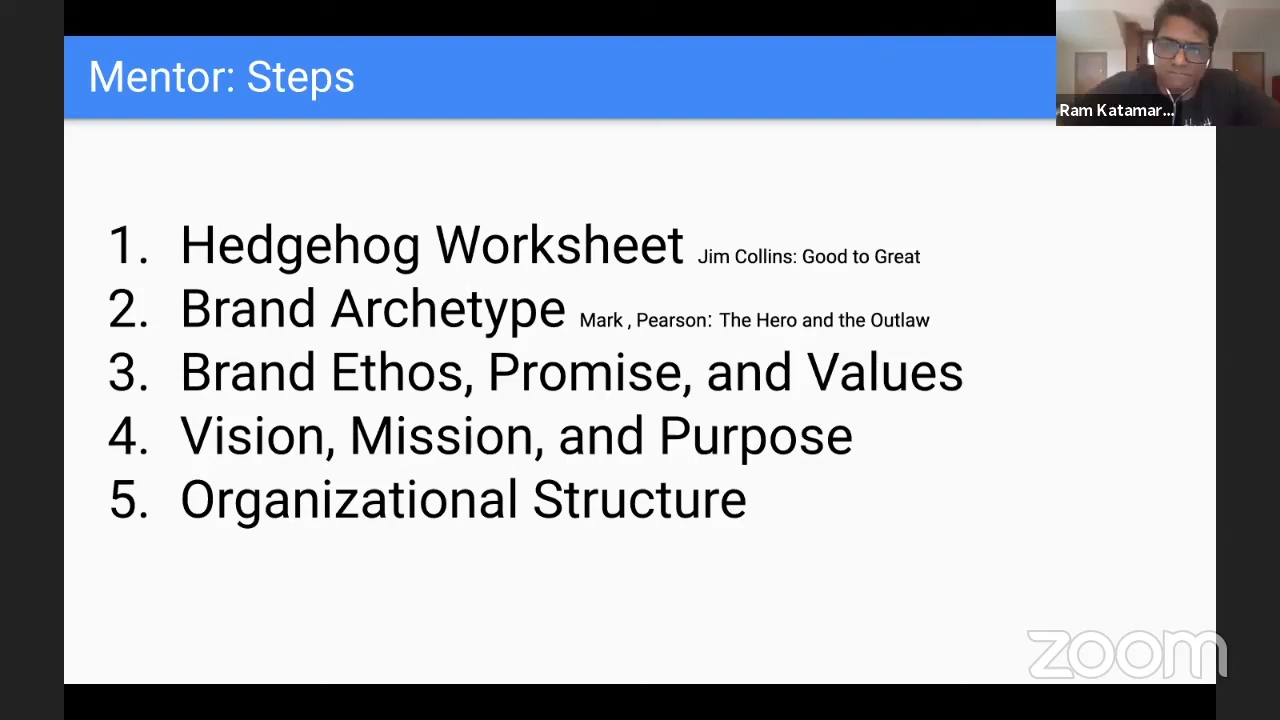 Mentor: Steps
Ram Katamar...
1. Hedgehog Worksheet Jim Collins: Good to Great
2. Brand Archetype Mark , Pearson: The Hero and the Outlaw
3. Brand Ethos, Promise, and Values
4. Vision, Mission, and Purpose
5. Organizational Structure
zoom